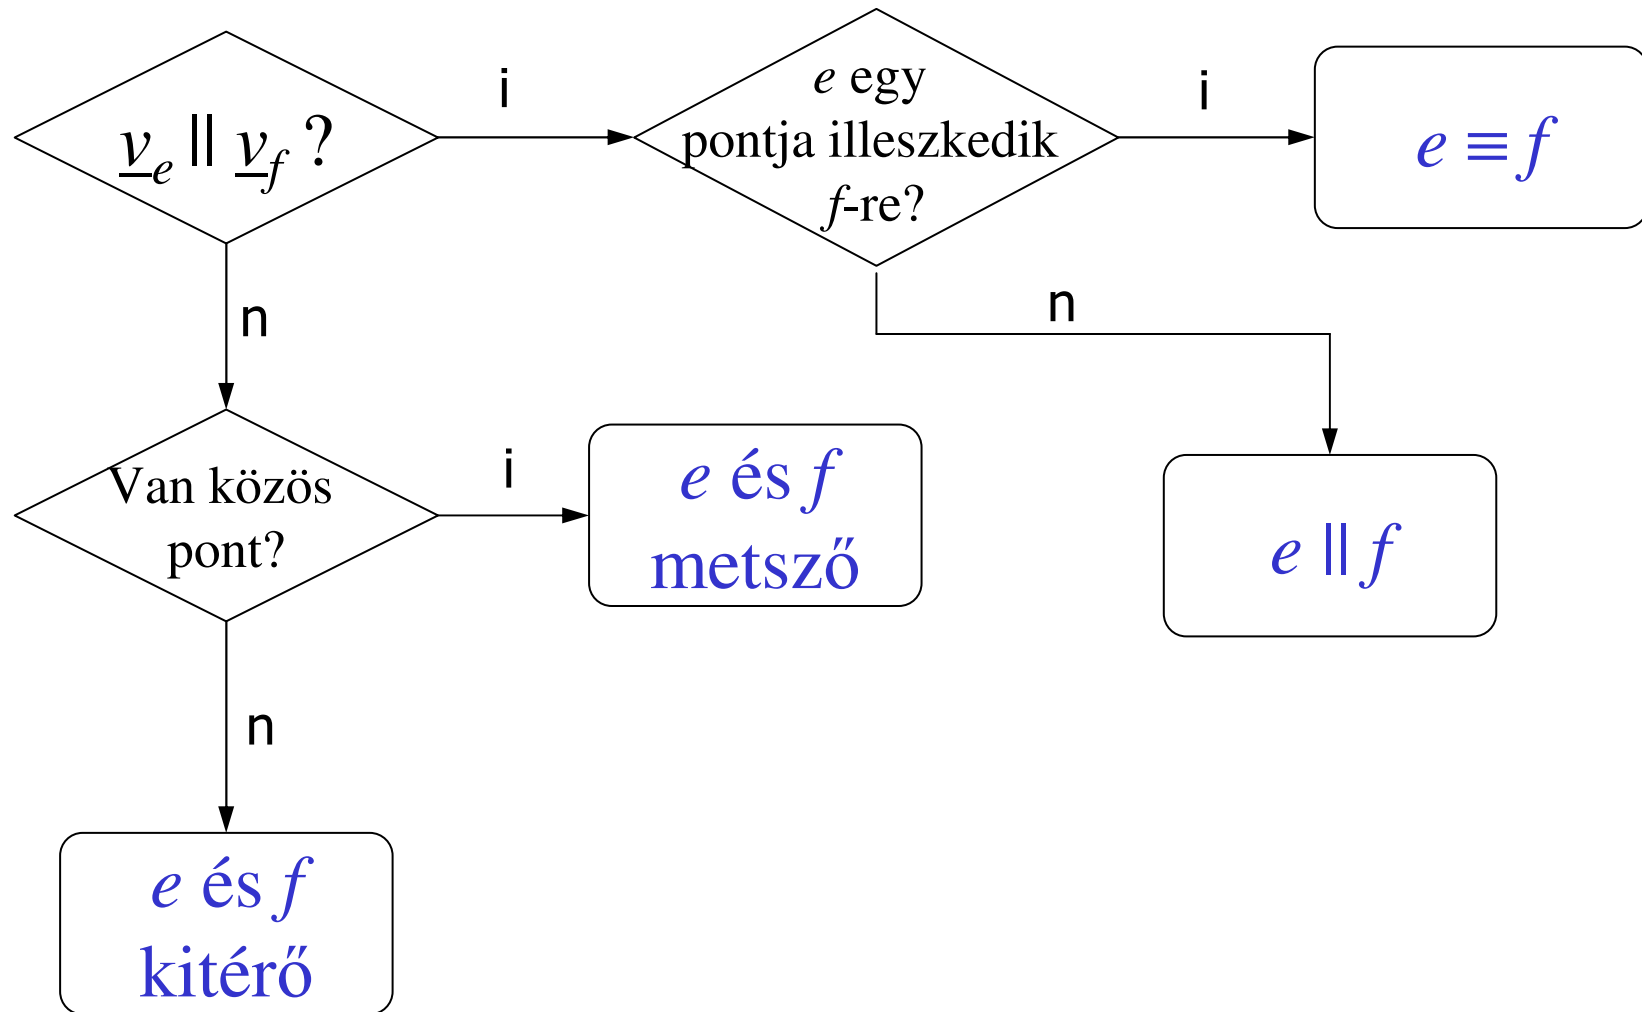 v_e || v_f ?
i
e egy
pontja illeszkedik
f-re?
i
e ≡ f
n
n
Van közös
pont?
i
e és f
metsző
e || f
n
e és f
kitérő